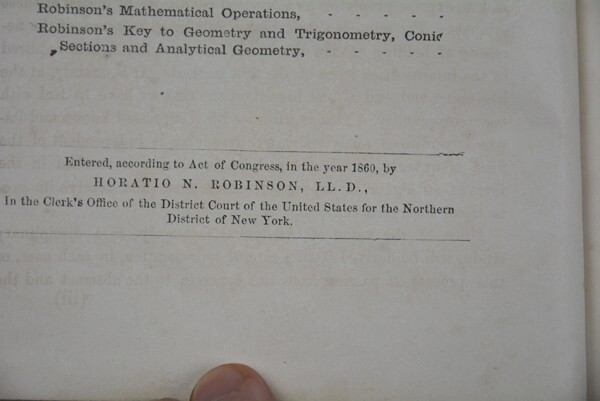 Robinson's Mathematical Operations, - - - - -
Robinson's Key to Geometry and Trigonometry, Conic
Sections and Analytical Geometry, - - - - -
Entered, according to Act of Congress, in the year 1860, by
HORATIO N. ROBINSON, LL.D.,
In the Clerk's Office of the District Court of the United States for the Northern
District of New York.